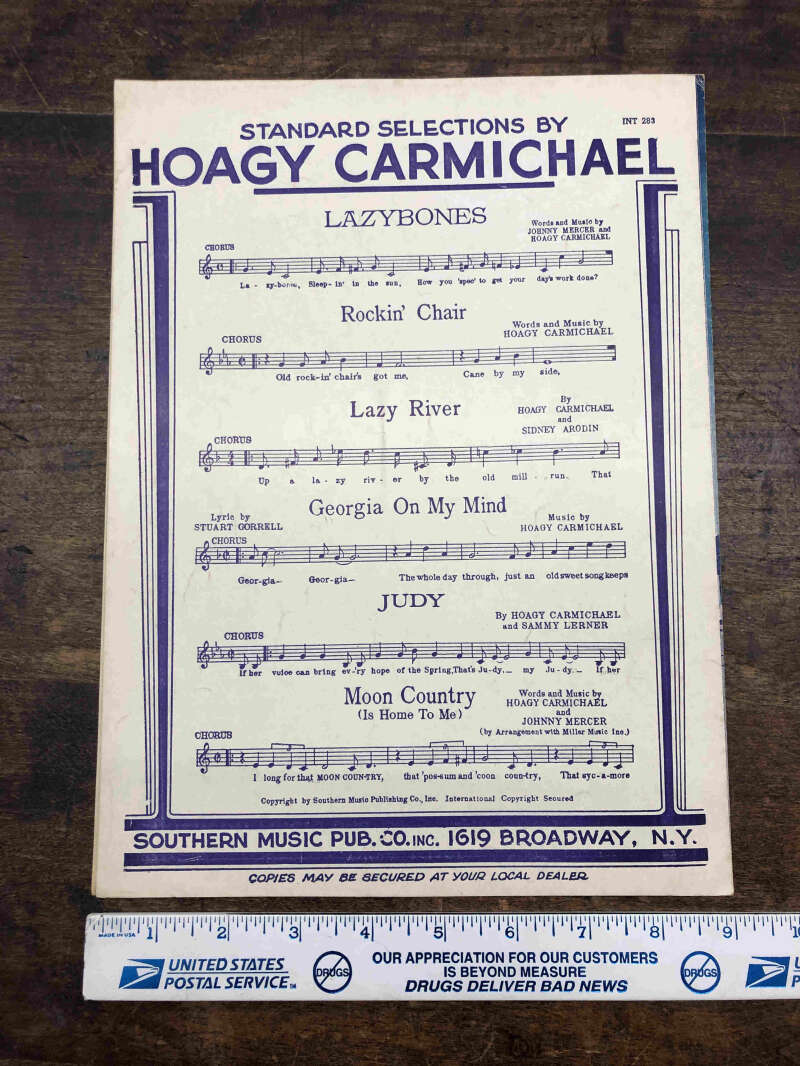 STANDARD SELECTIONS BY
INT 283
HOAGY CARMICHAEL
LAZYBONES
Words and Music by
JOHNNY MERCER and
HOAGY CARMICHAEL
CHORUS
La - zy-bones, Sleep-in' in the sun, How you 'spec' to get your day's work done?
Rockin' Chair
Words and Music by
HOAGY CARMICHAEL
CHORUS
Old rock-in' chair's got me, Cane by my side,
Lazy River
By
HOAGY CARMICHAEL
and
SIDNEY ARODIN
CHORUS
Up a la - zy riv - er by the old mill - run. That
Georgia On My Mind
Lyric by
STUART GORRELL
Music by
HOAGY CARMICHAEL
CHORUS
Geor-gia— Geor-gia— The whole day through, just an old sweet song keeps
JUDY
By HOAGY CARMICHAEL
and SAMMY LERNER
CHORUS
If her voice can bring ev-'ry hope of the Spring, That's Ju-dy.— my Ju-dy.— If her
Moon Country
(Is Home To Me)
Words and Music by
HOAGY CARMICHAEL
and
JOHNNY MERCER
(by Arrangement with Miller Music Inc.)
CHORUS
I long for that MOON COUN-TRY, that 'pos-sum and 'coon coun-try, That syc-a-more
Copyright by Southern Music Publishing Co., Inc. International Copyright Secured
SOUTHERN MUSIC PUB. CO. INC. 1619 BROADWAY, N.Y.
COPIES MAY BE SECURED AT YOUR LOCAL DEALER
MADE IN USA 1 2 3 4 5 6 7 8 9 10
UNITED STATES
POSTAL SERVICE™
DRUGS
OUR APPRECIATION FOR OUR CUSTOMERS
IS BEYOND MEASURE
DRUGS DELIVER BAD NEWS
DRUGS